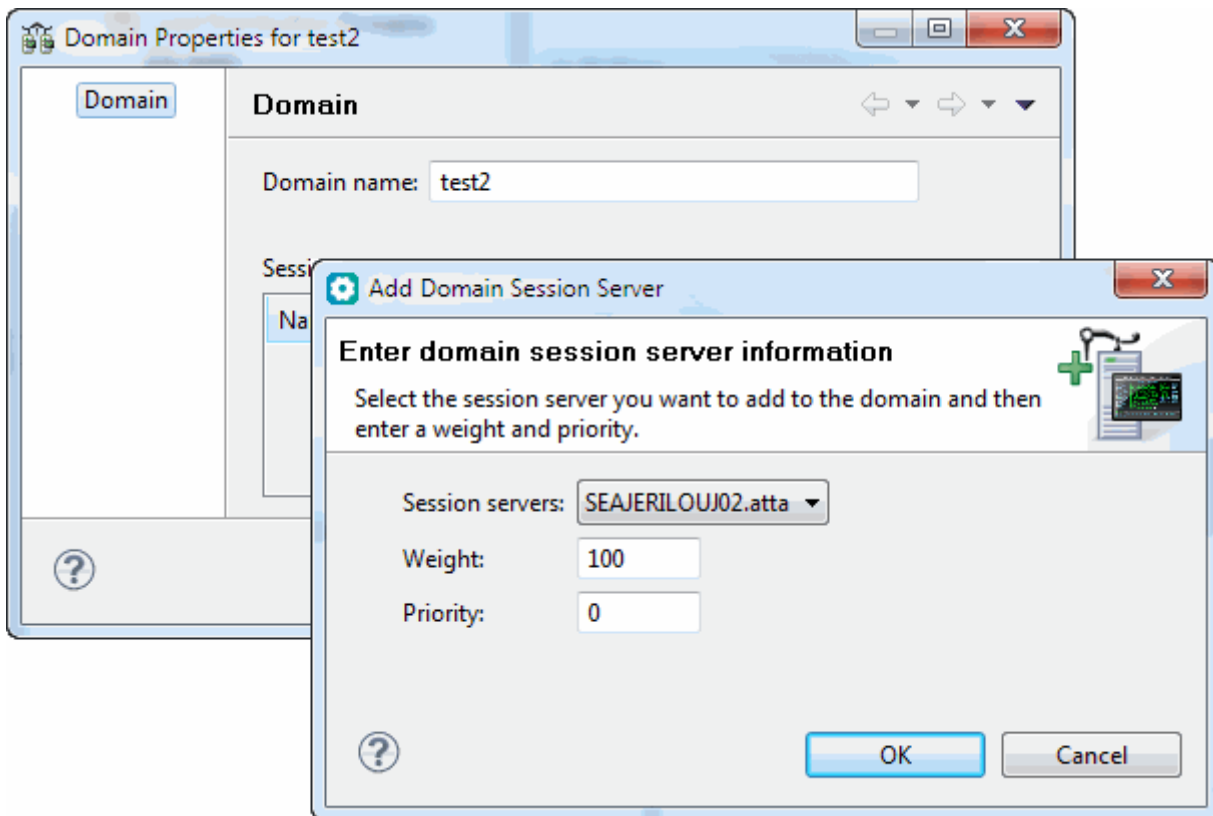 Domain Properties for test2
Domain
Domain
Domain name: test2
Sessi
Na
Add Domain Session Server
Enter domain session server information
Select the session server you want to add to the domain and then
enter a weight and priority.
Session servers: SEAJERILOUJ02.atta
Weight: 100
Priority: 0
OK Cancel